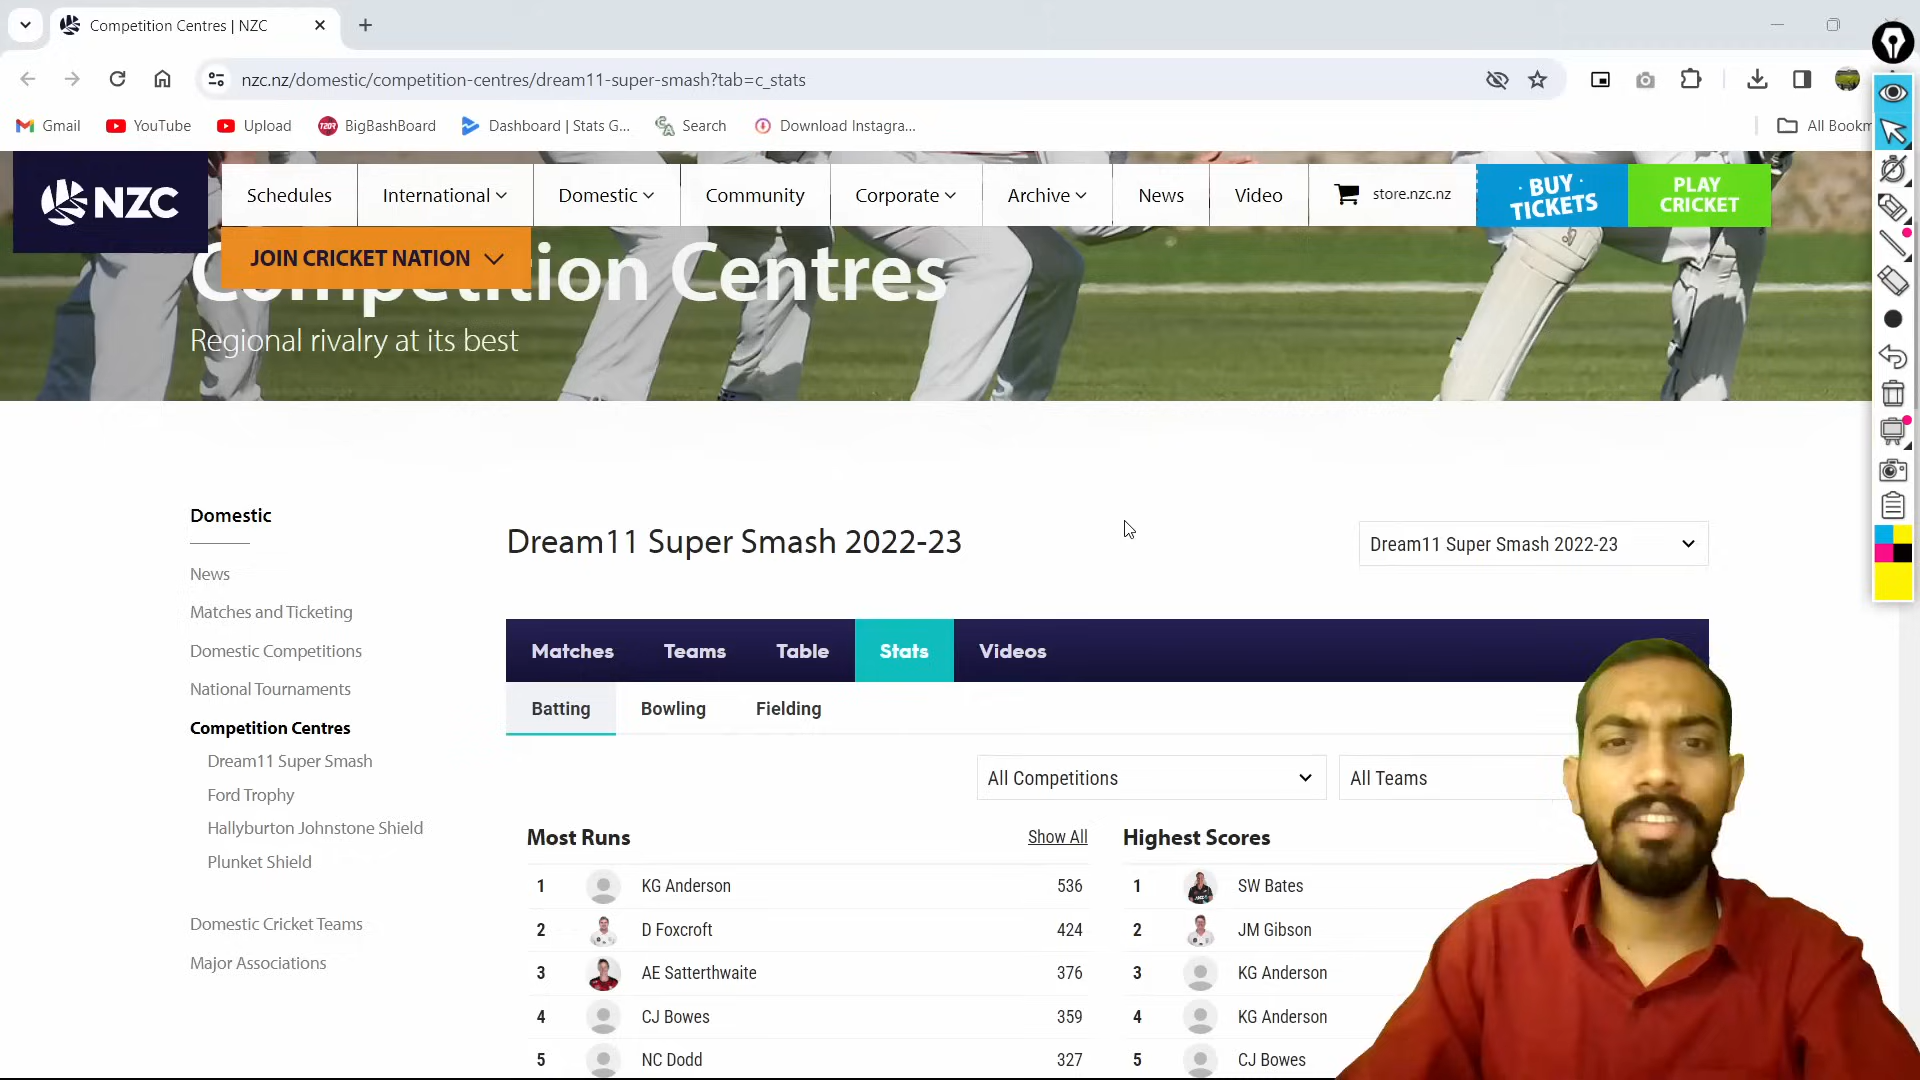 Competition Centres | NZC
nzc.nz/domestic/competition-centres/dream11-super-smash?tab=c_stats
Gmail YouTube Upload BigBashBoard Dashboard | Stats G... Search Download Instagra... All Bookm
NZC
Schedules International Domestic Community Corporate Archive News Video store.nzc.nz
· BUY · TICKETS
PLAY CRICKET
JOIN CRICKET NATION
Competition Centres
Regional rivalry at its best
Domestic
News
Matches and Ticketing
Domestic Competitions
National Tournaments
Competition Centres
Dream11 Super Smash
Ford Trophy
Hallyburton Johnstone Shield
Plunket Shield
Domestic Cricket Teams
Major Associations
Dream11 Super Smash 2022-23
Dream11 Super Smash 2022-23
Matches Teams Table Stats Videos
Batting Bowling Fielding
All Competitions All Teams
Most Runs Show All
1 KG Anderson 536
2 D Foxcroft 424
3 AE Satterthwaite 376
4 CJ Bowes 359
5 NC Dodd 327
Highest Scores
1 SW Bates
2 JM Gibson
3 KG Anderson
4 KG Anderson
5 CJ Bowes